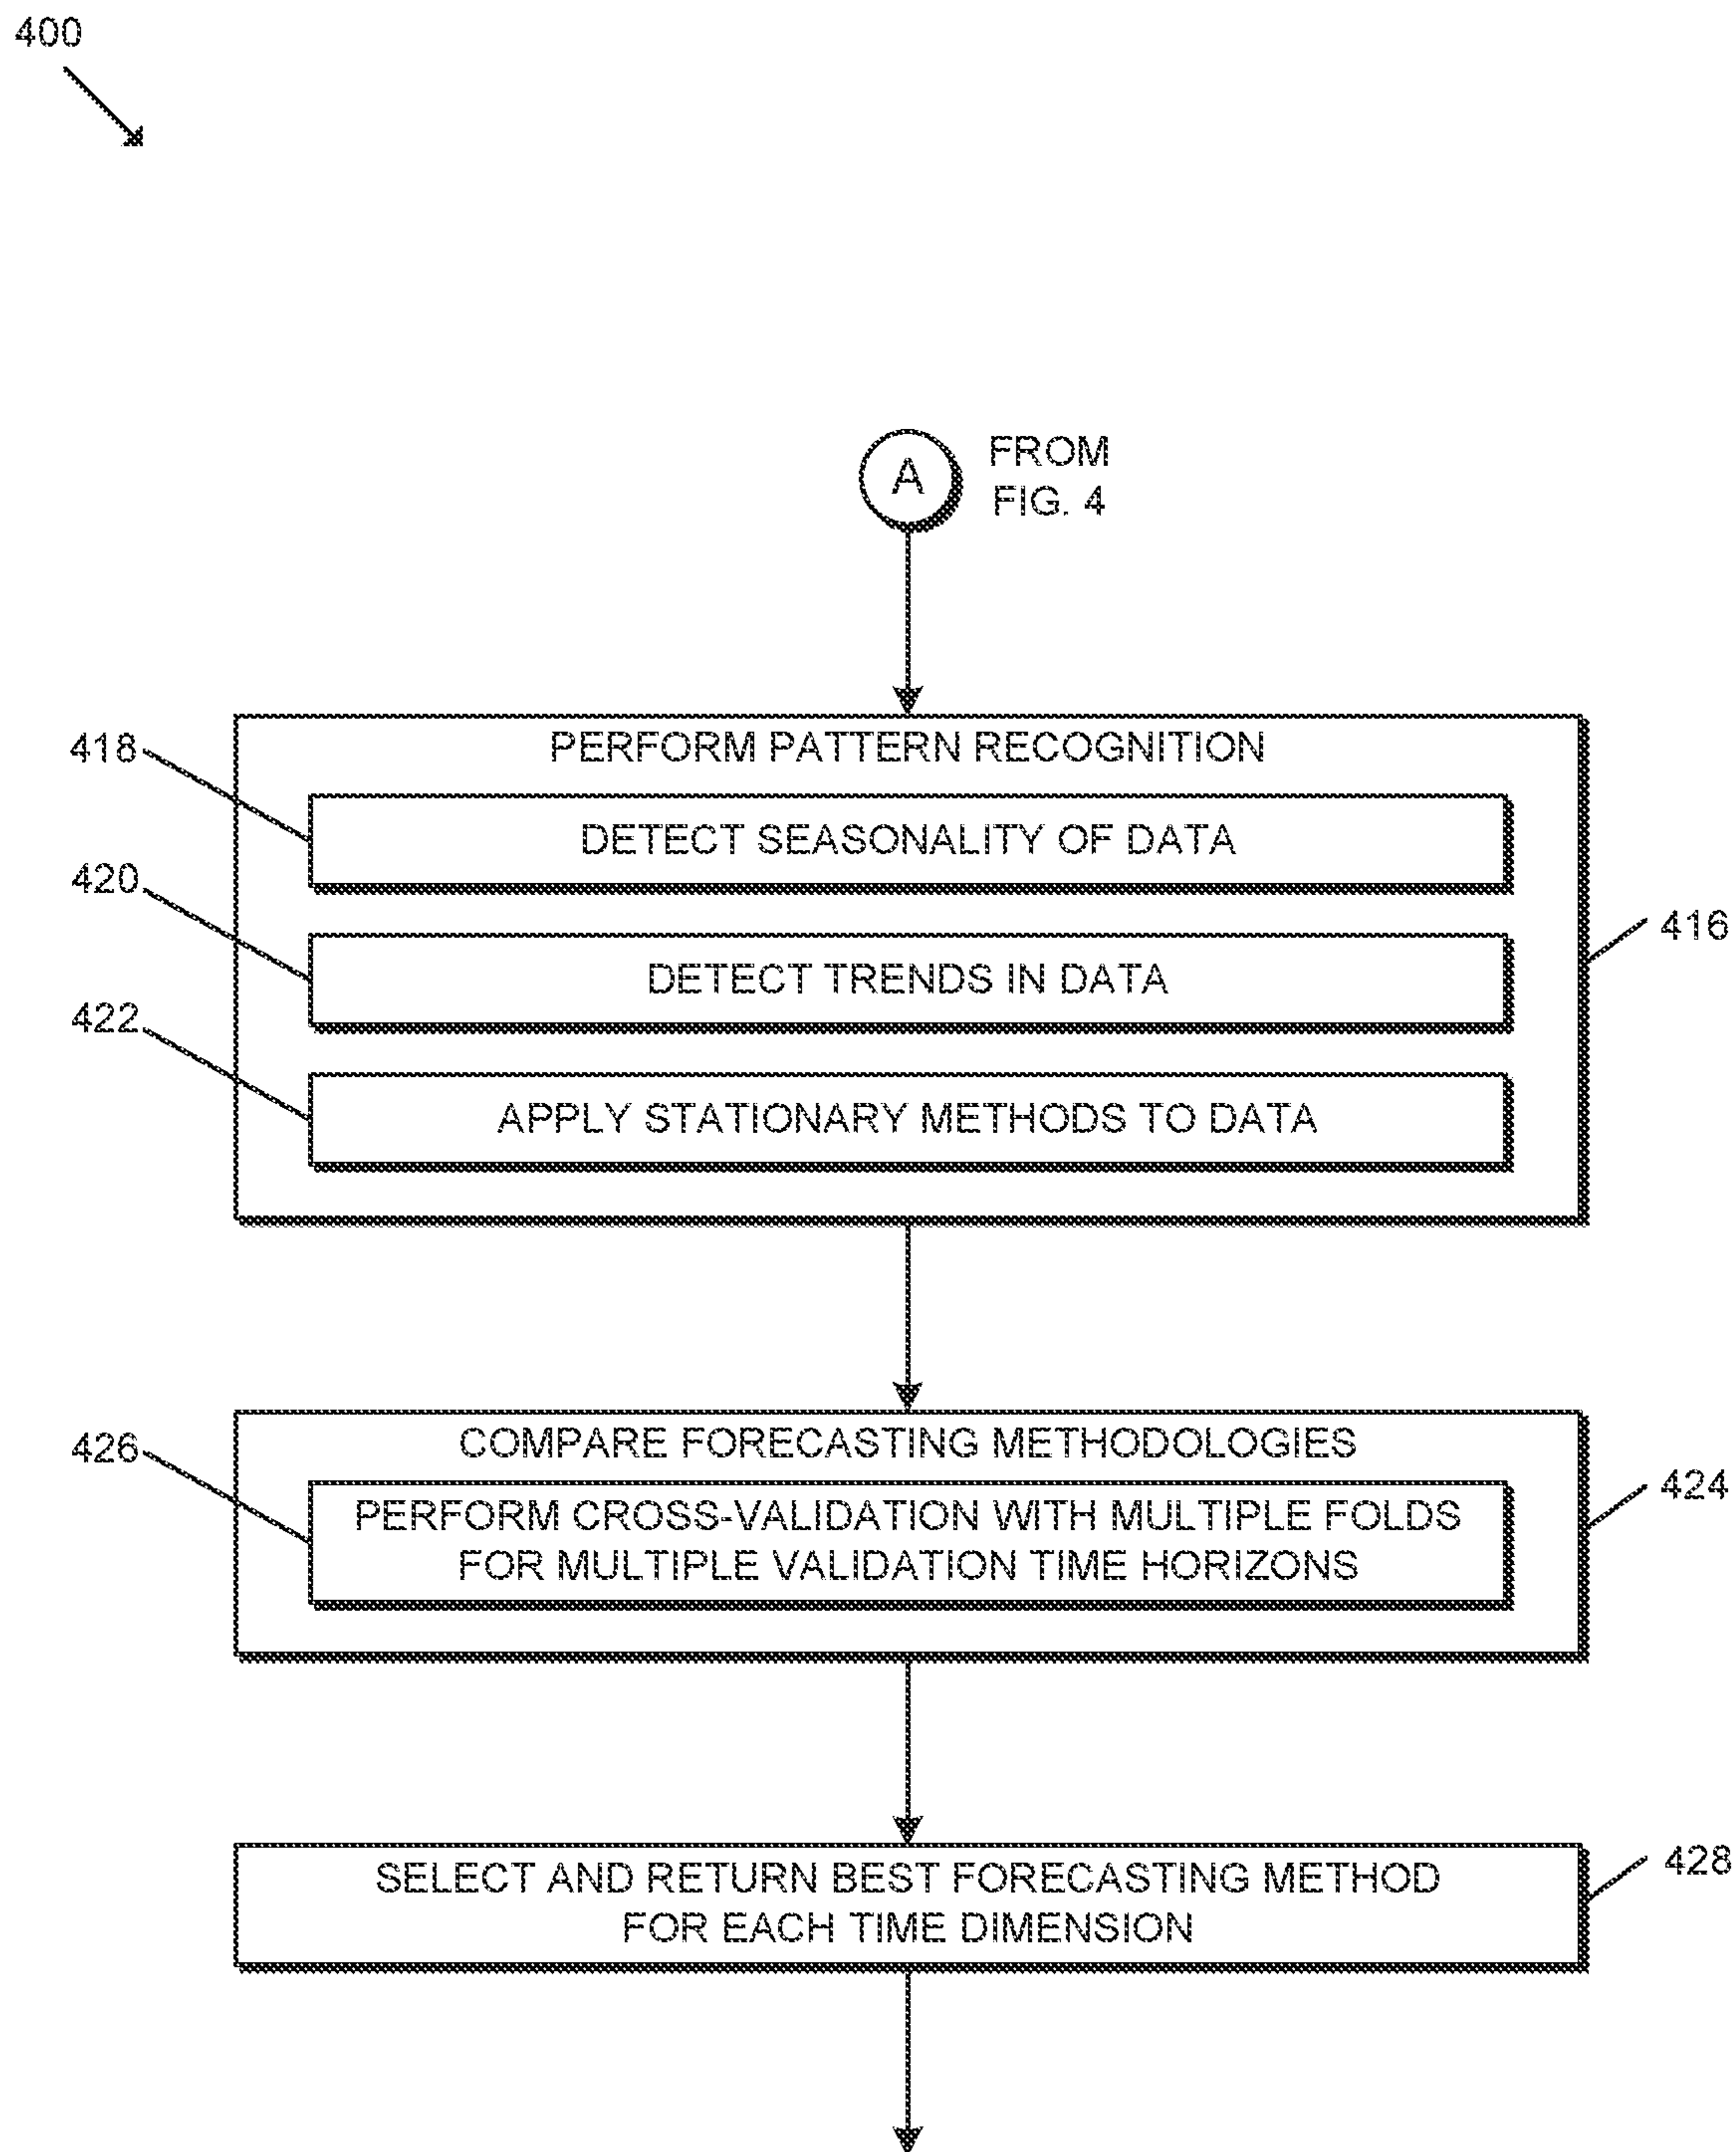 400
A
FROM
FIG. 4
PERFORM PATTERN RECOGNITION
418
DETECT SEASONALITY OF DATA
420
416
DETECT TRENDS IN DATA
422
APPLY STATIONARY METHODS TO DATA
426
COMPARE FORECASTING METHODOLOGIES
424
PERFORM CROSS-VALIDATION WITH MULTIPLE FOLDS
FOR MULTIPLE VALIDATION TIME HORIZONS
428
SELECT AND RETURN BEST FORECASTING METHOD
FOR EACH TIME DIMENSION